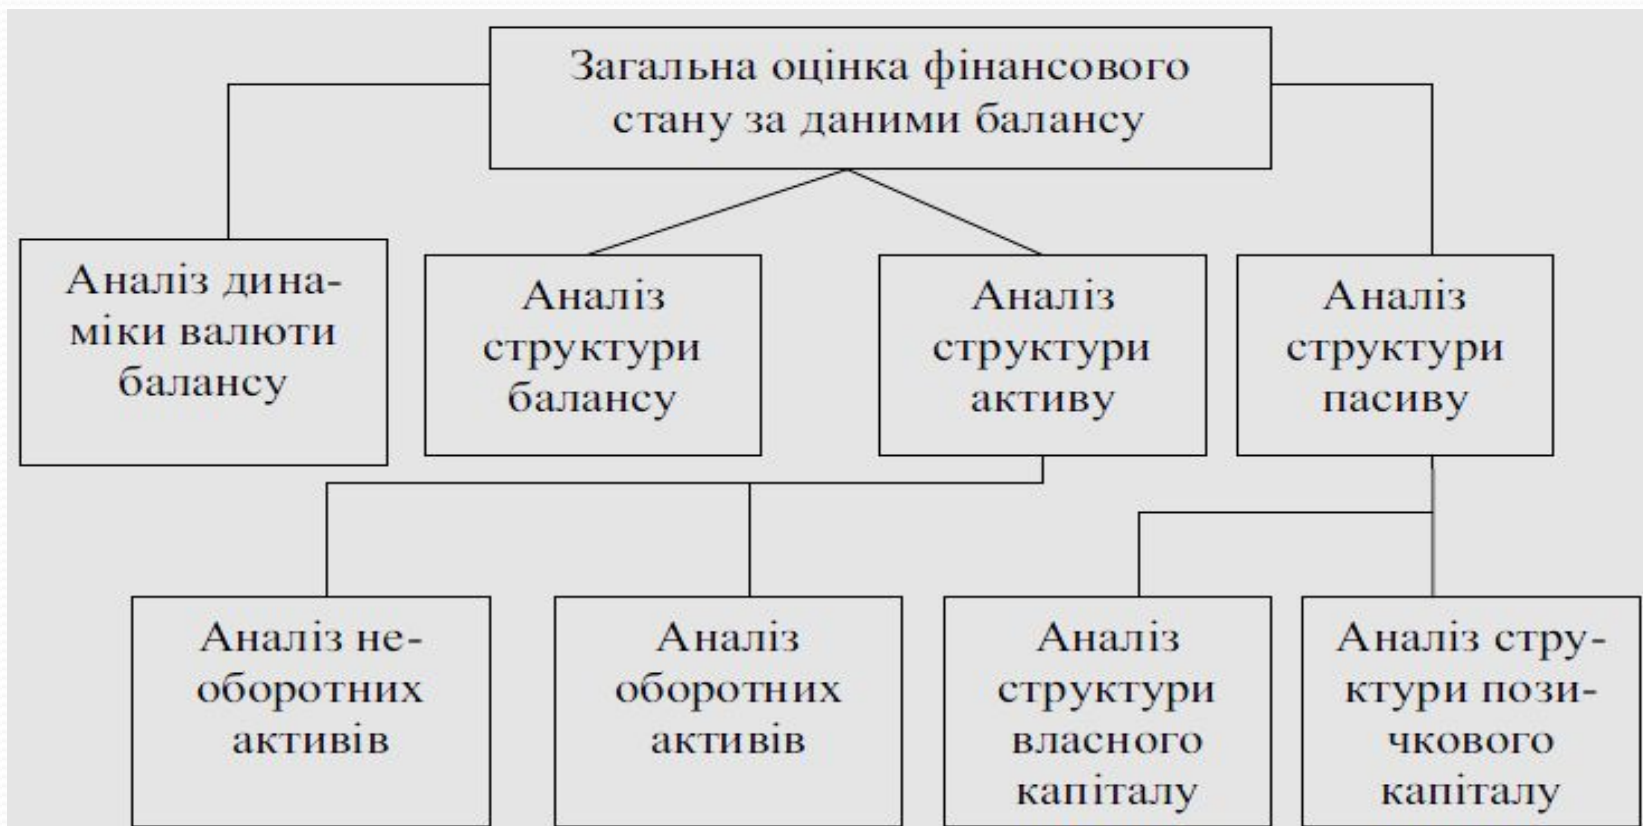 Загальна оцінка фінансового
стану за даними балансу
Аналіз дина-
міки валюти
балансу
Аналіз
структури
балансу
Аналіз
структури
активу
Аналіз
структури
пасиву
Аналіз не-
оборотних
активів
Аналіз
оборотних
активів
Аналіз
структури
власного
капіталу
Аналіз стру-
ктури пози-
чкового
капіталу